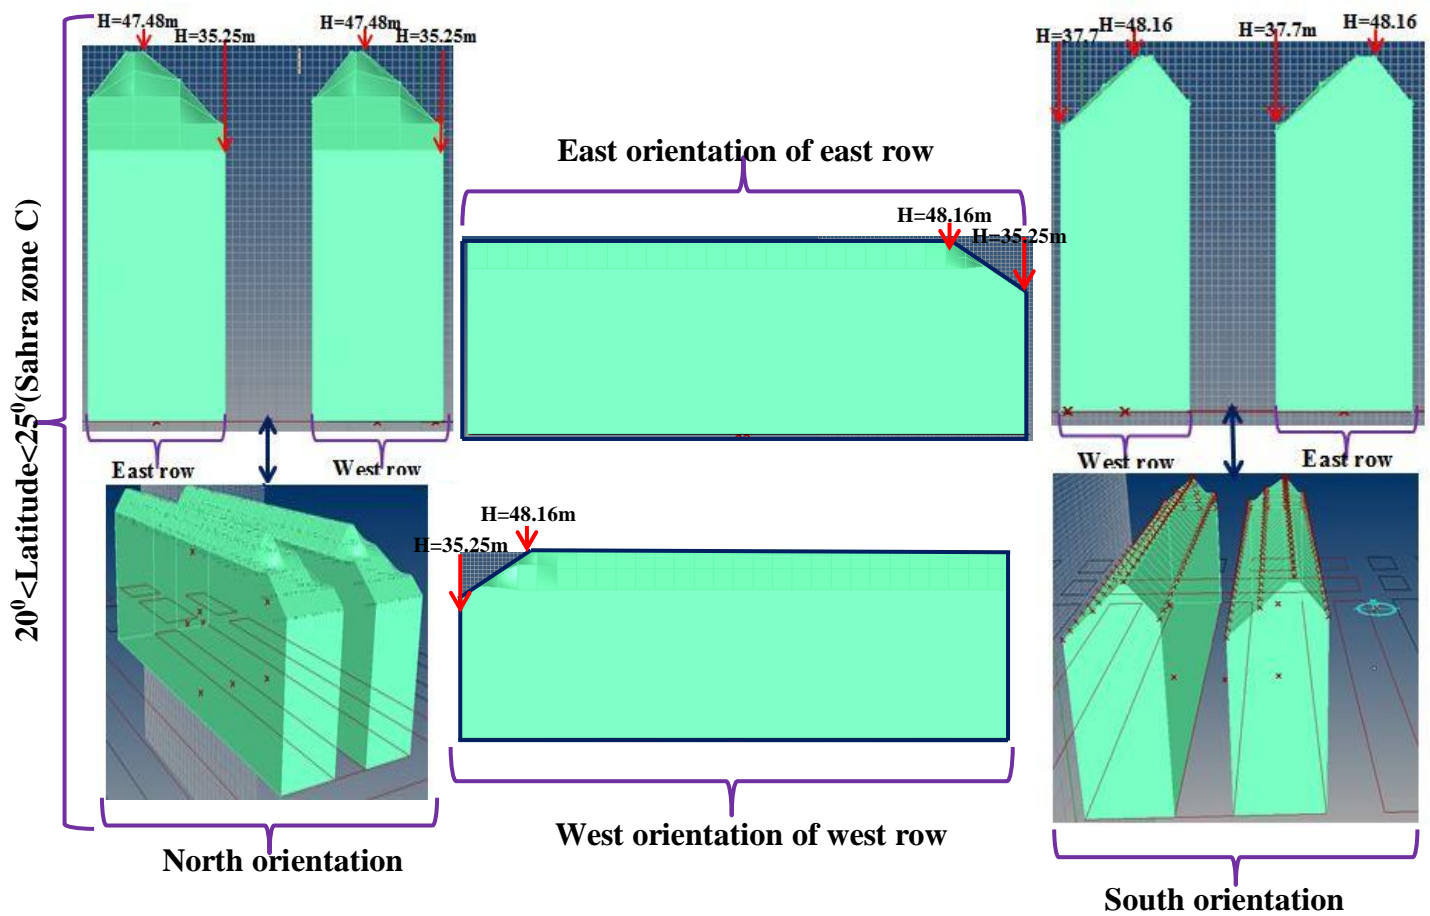 20⁰<Latitude<25⁰(Sahra zone C)
H=47.48m
H=35.25m
H=47.48m
H=35.25m
East row
West row
North orientation
East orientation of east row
H=48.16m
H=35.25m
H=48.16m
H=35.25m
West orientation of west row
H=37.7
H=48.16
H=37.7m
H=48.16
West row
East row
South orientation